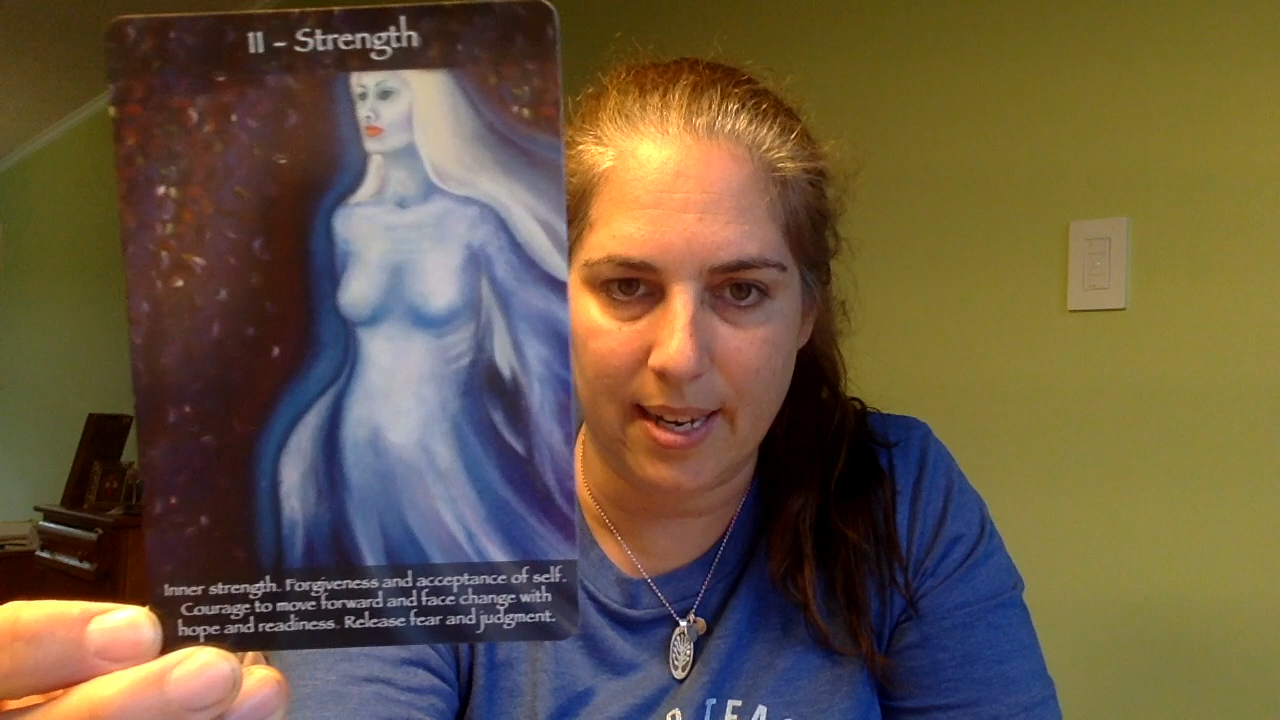 II - Strength
Inner strength. Forgiveness and acceptance of self.
Courage to move forward and face change with
hope and readiness. Release fear and judgment.